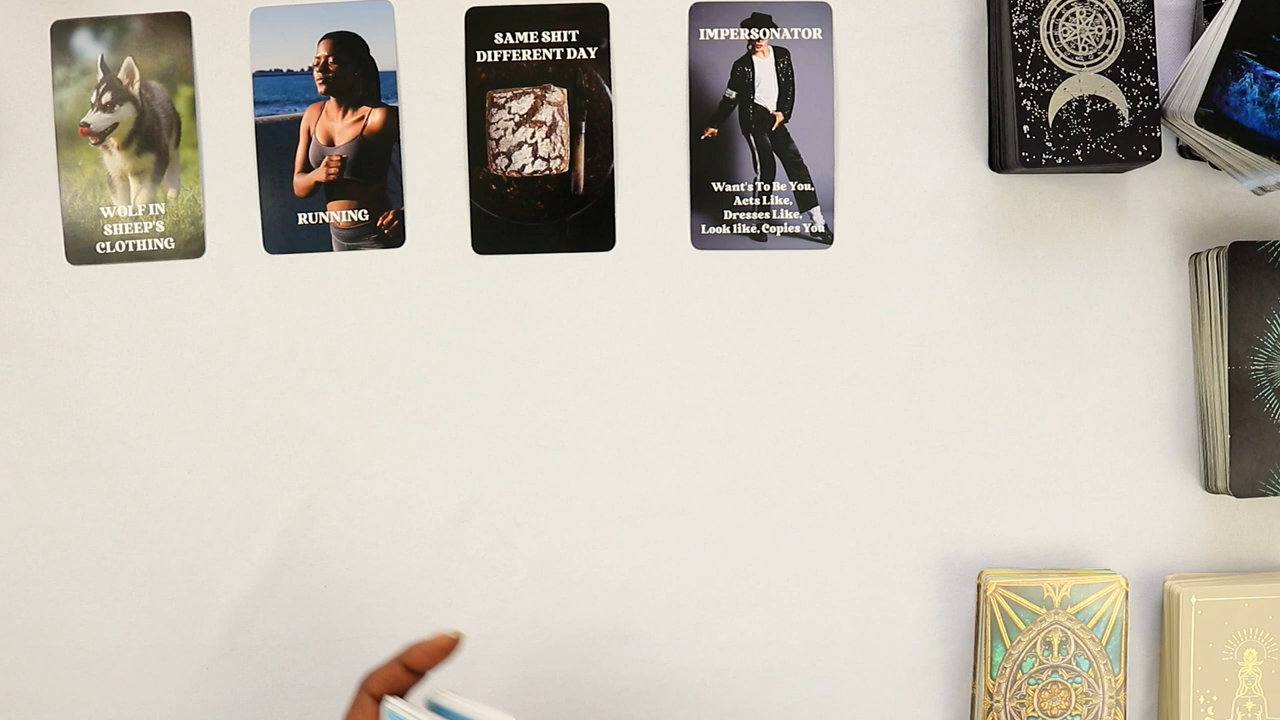 WOLF IN
SHEEP'S
CLOTHING
RUNNING
SAME SHIT
DIFFERENT DAY
IMPERSONATOR
Want's To Be You,
Acts Like,
Dresses Like,
Look like, Copies You